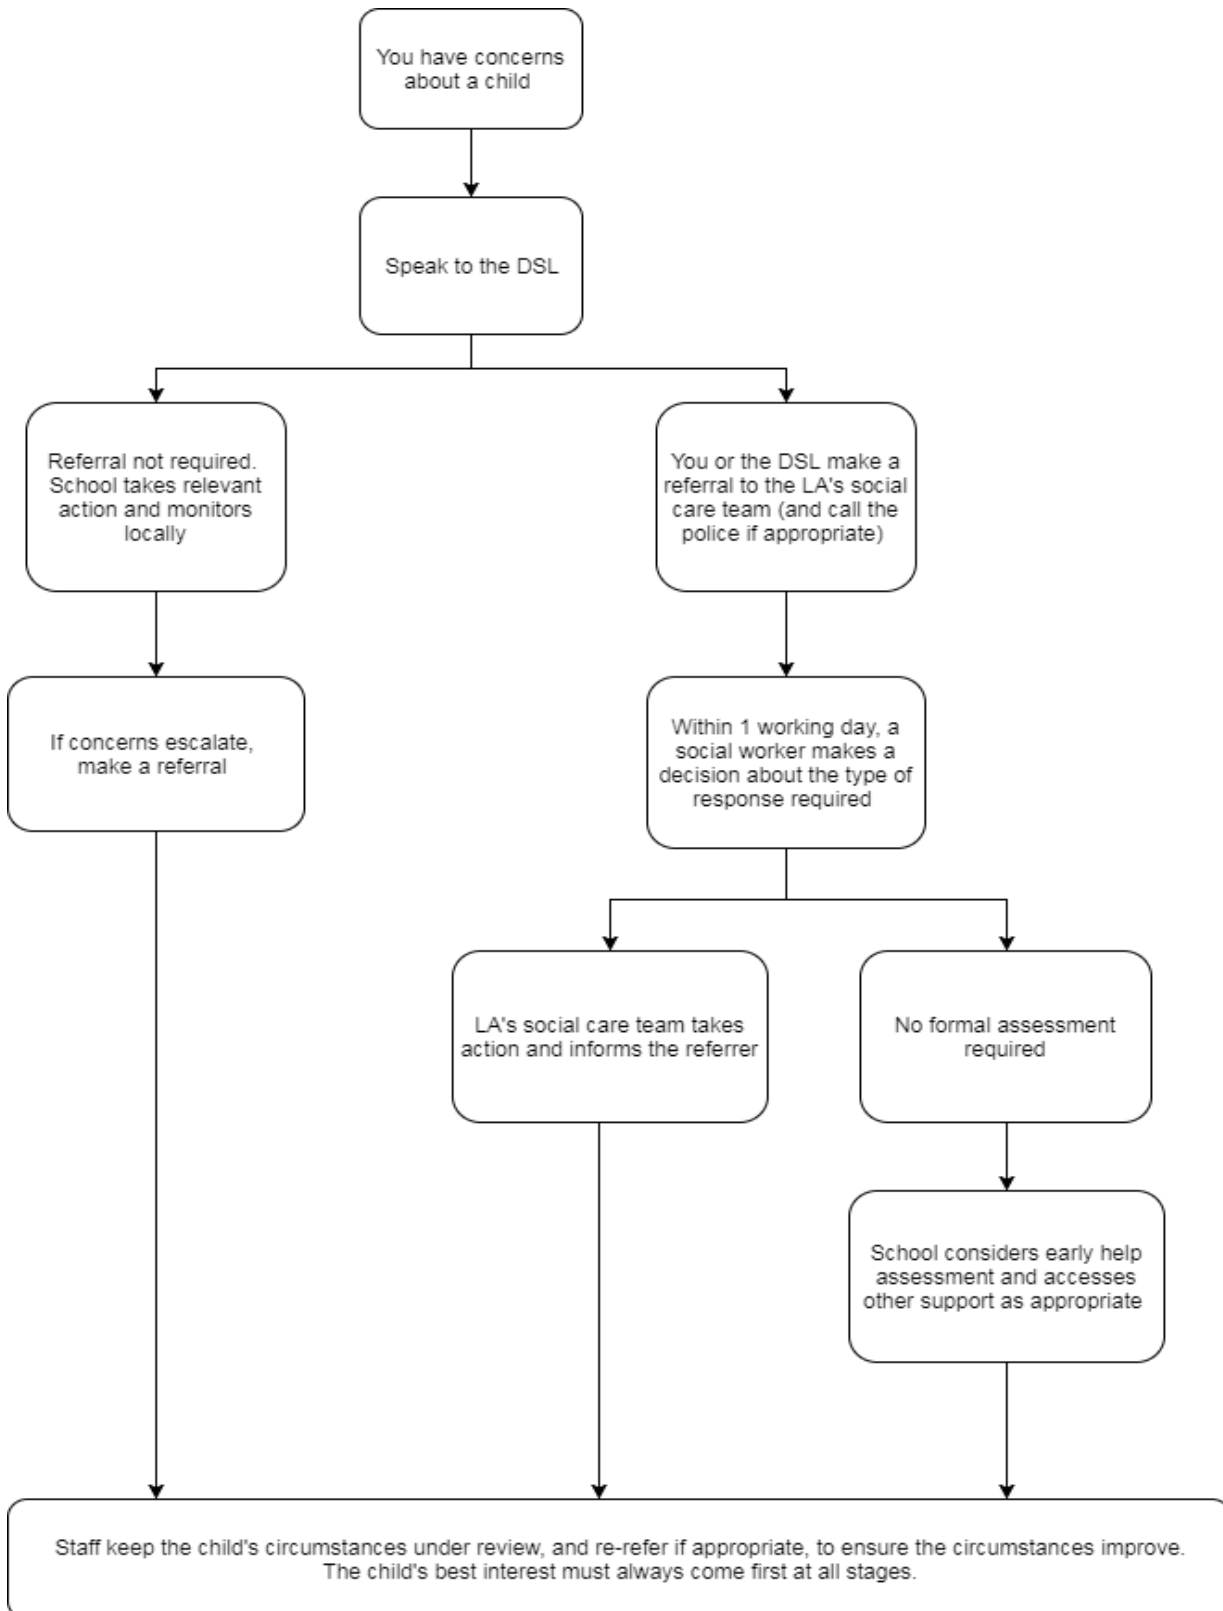 You have concerns
about a child
Speak to the DSL
Referral not required.
School takes relevant
action and monitors
locally
You or the DSL make a
referral to the LA's social
care team (and call the
police if appropriate)
If concerns escalate,
make a referral
Within 1 working day, a
social worker makes a
decision about the type of
response required
LA's social care team takes
action and informs the referrer
No formal assessment
required
School considers early help
assessment and accesses
other support as appropriate
Staff keep the child's circumstances under review, and re-refer if appropriate, to ensure the circumstances improve.
The child's best interest must always come first at all stages.